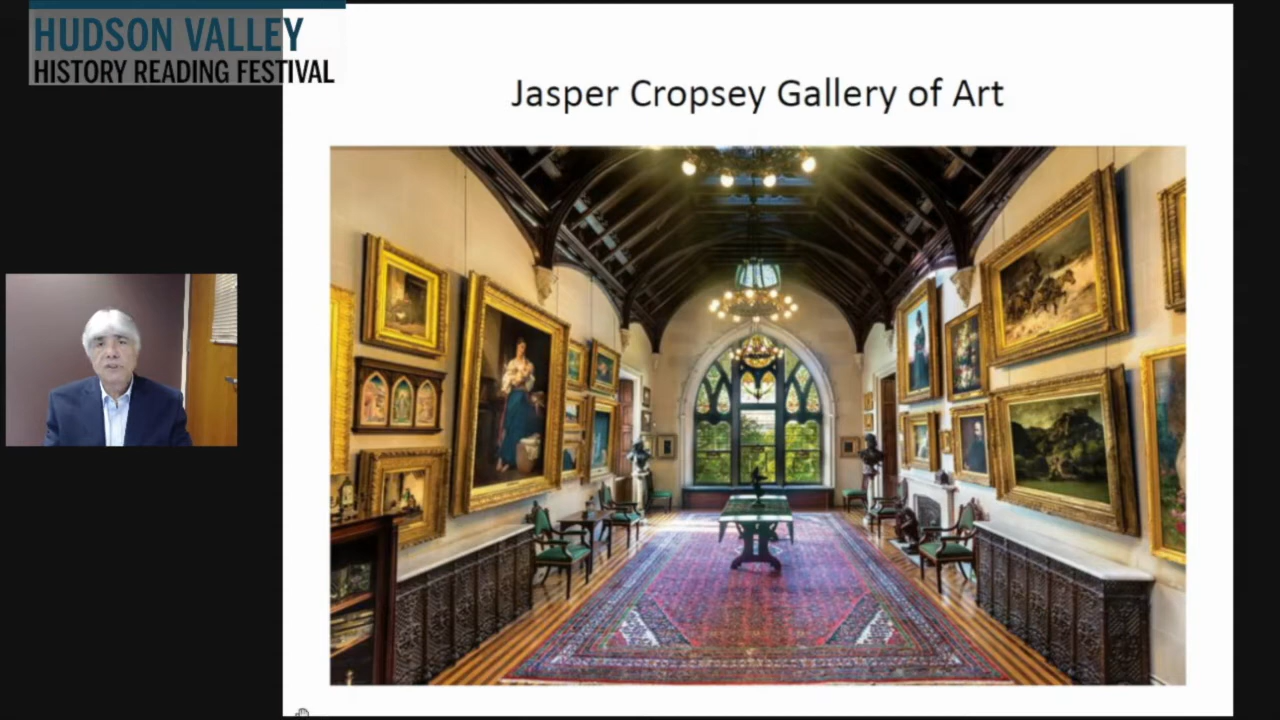 HUDSON VALLEY
HISTORY READING FESTIVAL
Jasper Cropsey Gallery of Art